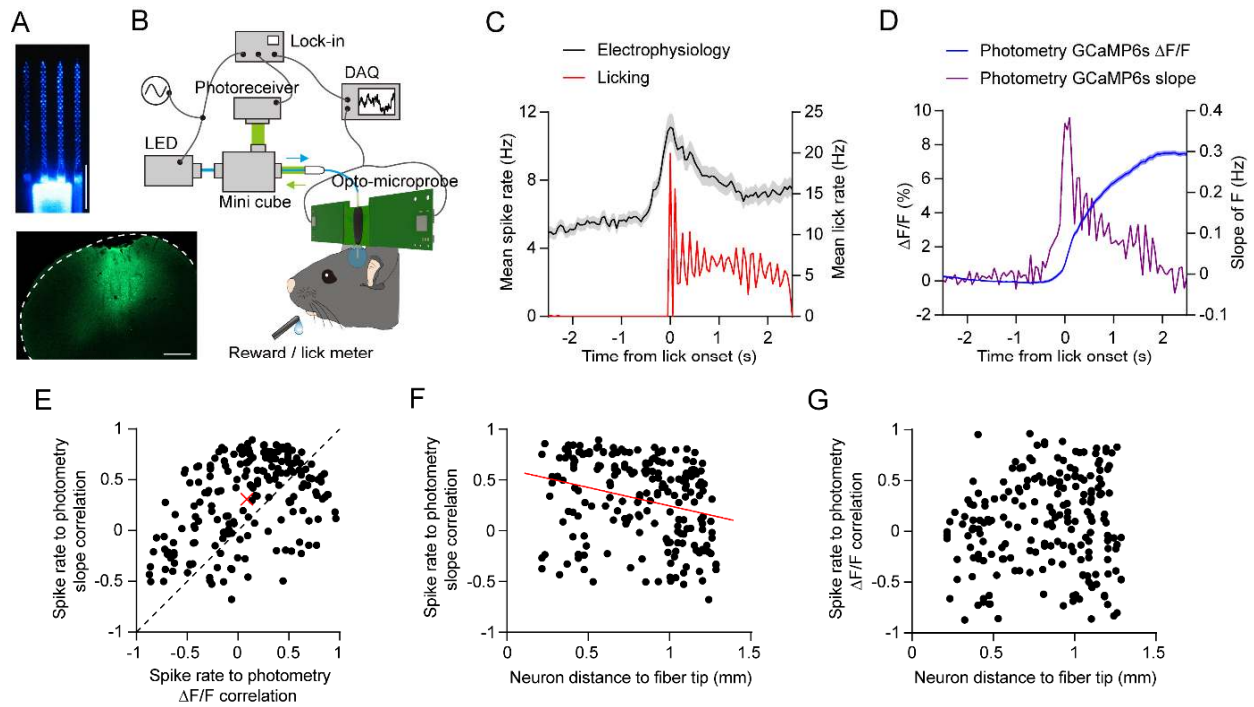 A
B
Lock-in
Photoreceiver
DAQ
LED
Mini cube
Opto-microprobe
Reward / lick meter
C
Electrophysiology
Licking
Mean spike rate (Hz)
12
8
4
0
25
20
15
10
5
0
Mean lick rate (Hz)
-2 -1 0 1 2
Time from lick onset (s)
D
Photometry GCaMP6s ΔF/F
Photometry GCaMP6s slope
ΔF/F (%)
10
8
6
4
2
0
-2
0.4
0.3
0.2
0.1
0
-0.1
Slope of F (Hz)
-2 -1 0 1 2
Time from lick onset (s)
E
Spike rate to photometry
slope correlation
1
0.5
0
-0.5
-1
-1 -0.5 0 0.5 1
Spike rate to photometry
ΔF/F correlation
F
Spike rate to photometry
slope correlation
1
0.5
0
-0.5
-1
0 0.5 1 1.5
Neuron distance to fiber tip (mm)
G
Spike rate to photometry
ΔF/F correlation
1
0.5
0
-0.5
-1
0 0.5 1 1.5
Neuron distance to fiber tip (mm)